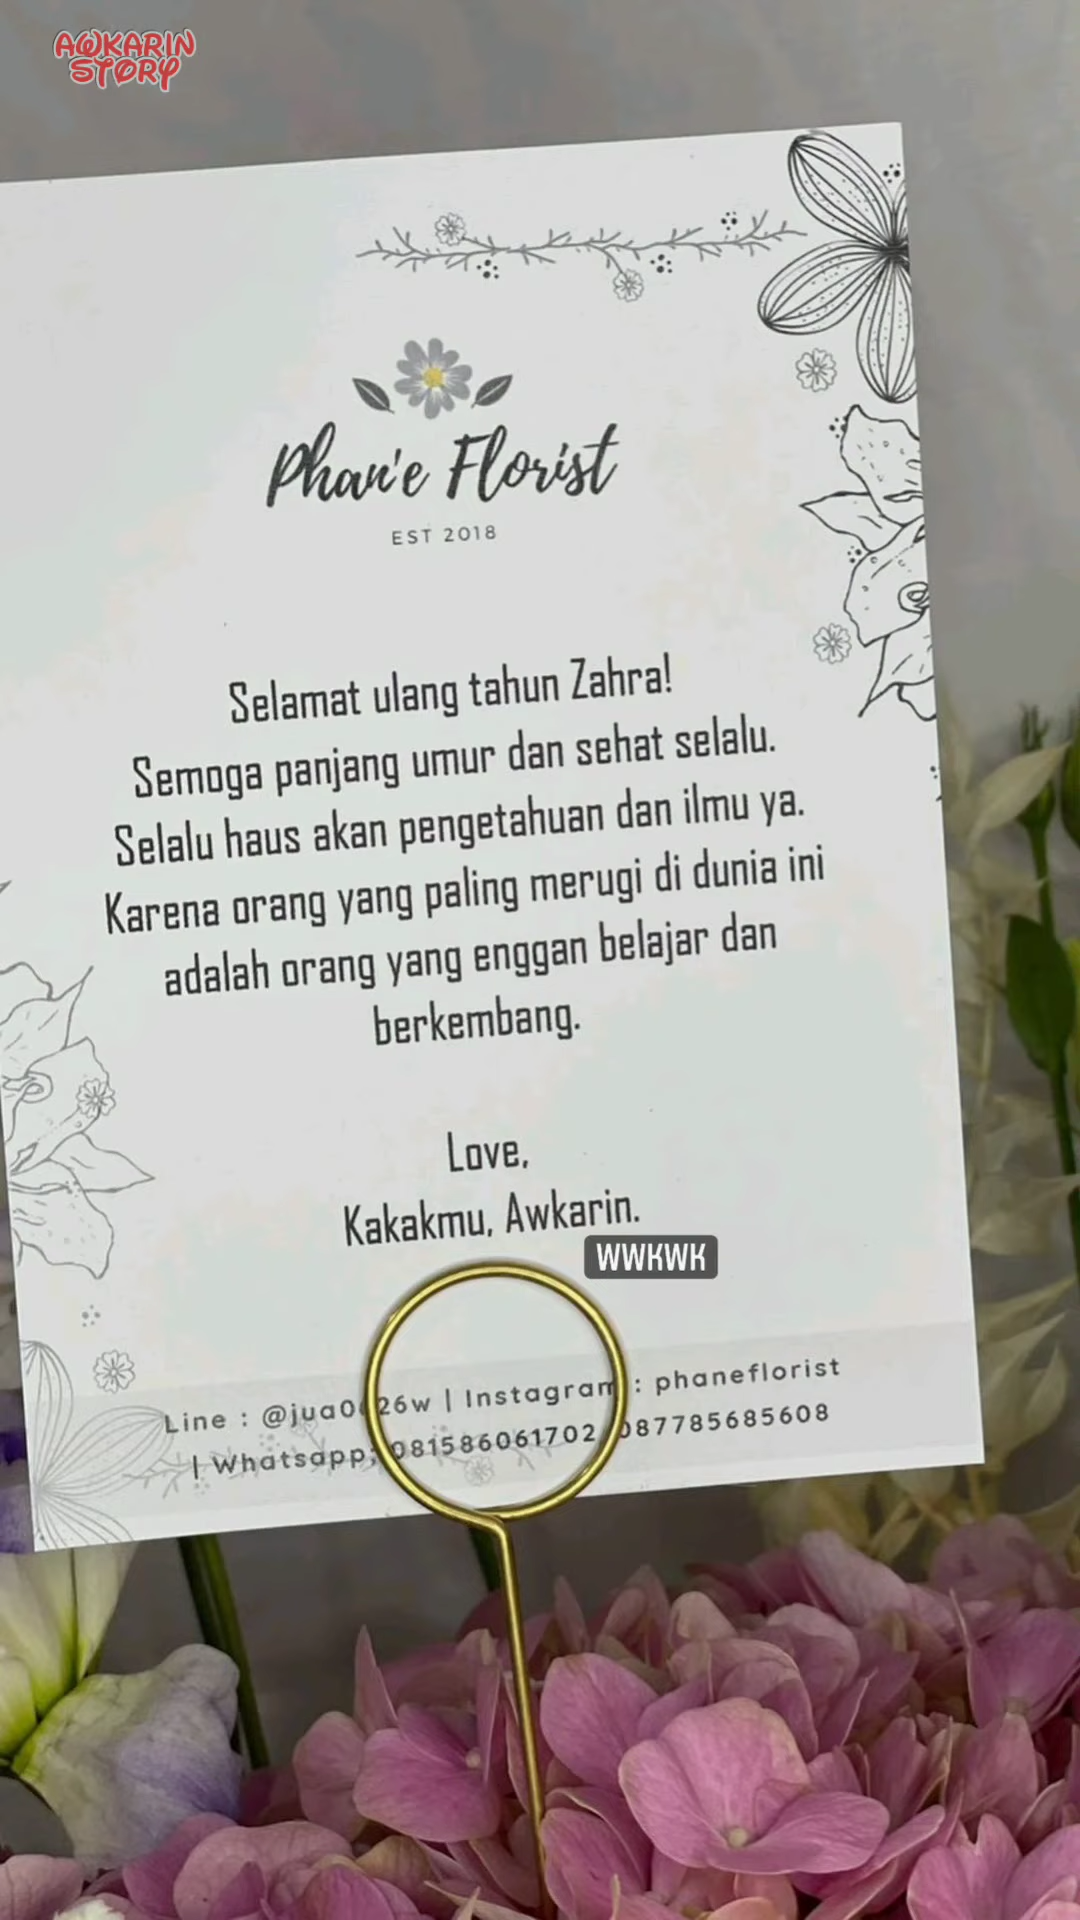 AWKARIN
STORY
Phan'e Florist
EST 2018
Selamat ulang tahun Zahra!
Semoga panjang umur dan sehat selalu.
Selalu haus akan pengetahuan dan ilmu ya.
Karena orang yang paling merugi di dunia ini
adalah orang yang enggan belajar dan
berkembang.
Love,
Kakakmu, Awkarin.
WWKWK
Line : | Instagram : phaneflorist
| Whatsapp; 081586061702 087785685608